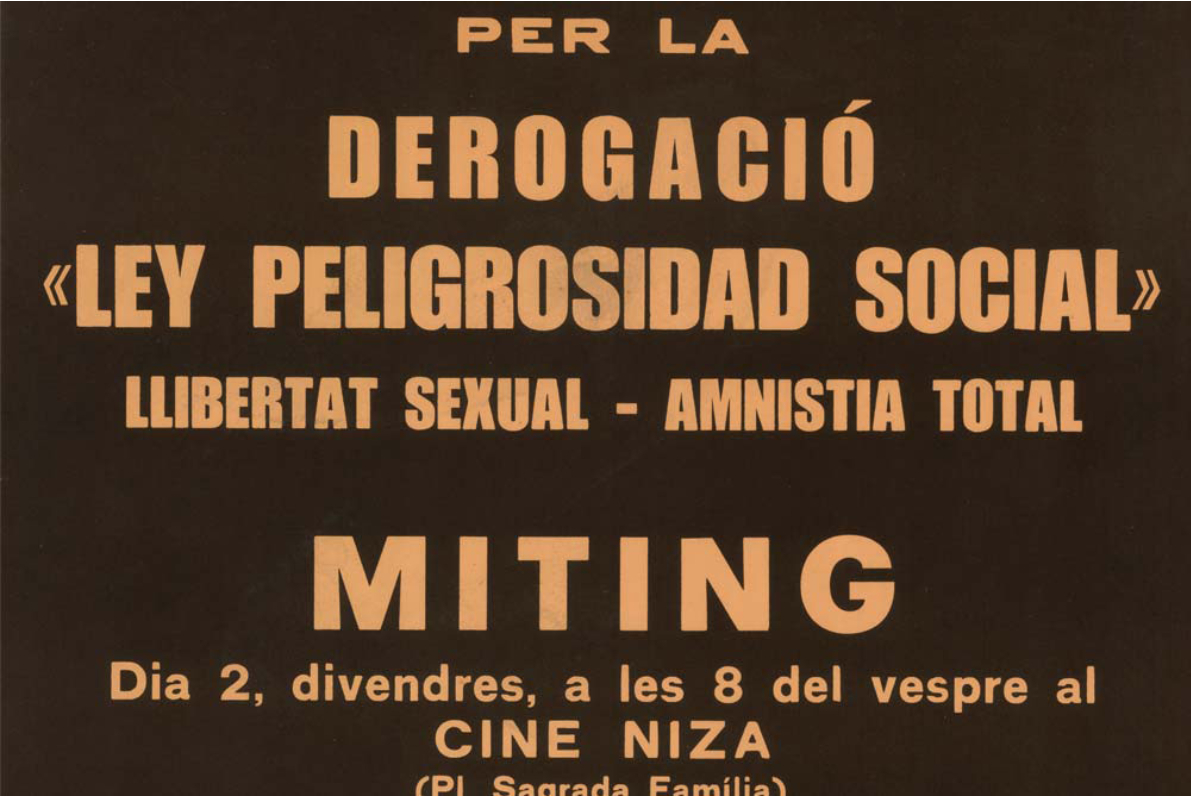 PER LA
DEROGACIÓ
«LEY PELIGROSIDAD SOCIAL»
LLIBERTAT SEXUAL - AMNISTIA TOTAL
MITING
Dia 2, divendres, a les 8 del vespre al
CINE NIZA
(Pl. Sagrada Família)